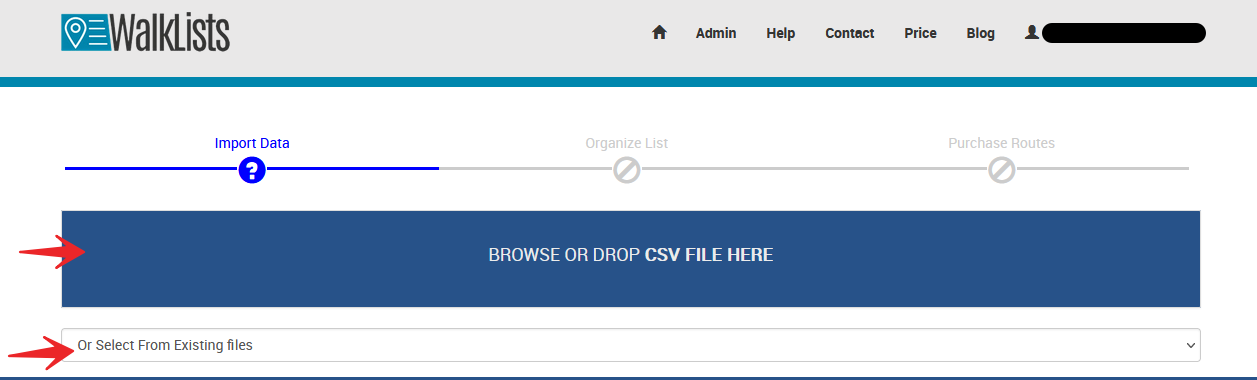 WalkLists
Admin Help Contact Price Blog
Import Data Organize List Purchase Routes
?
BROWSE OR DROP CSV FILE HERE
Or Select From Existing files